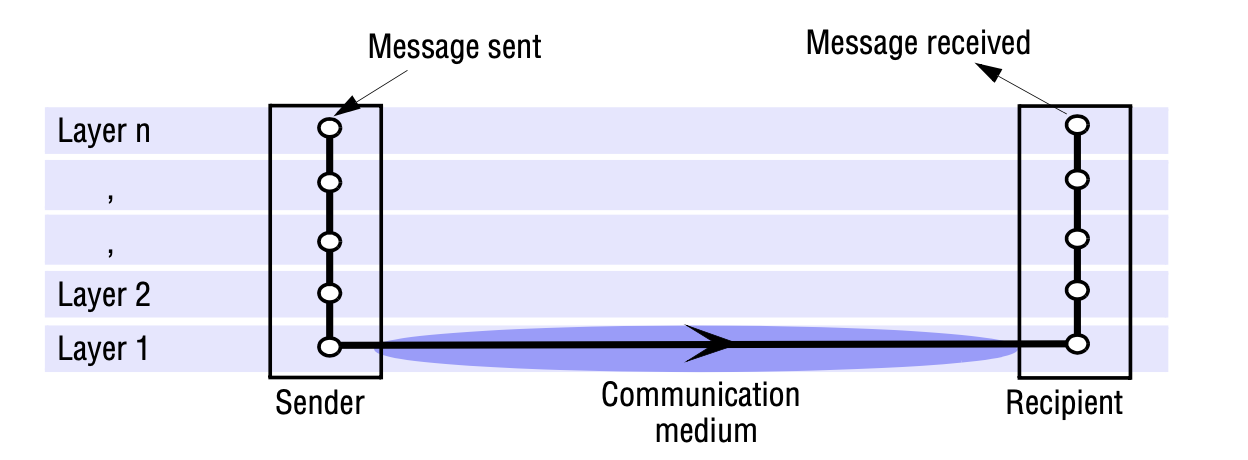 Message sent
Message received
Layer n
,
,
Layer 2
Layer 1
Sender
Communication
medium
Recipient